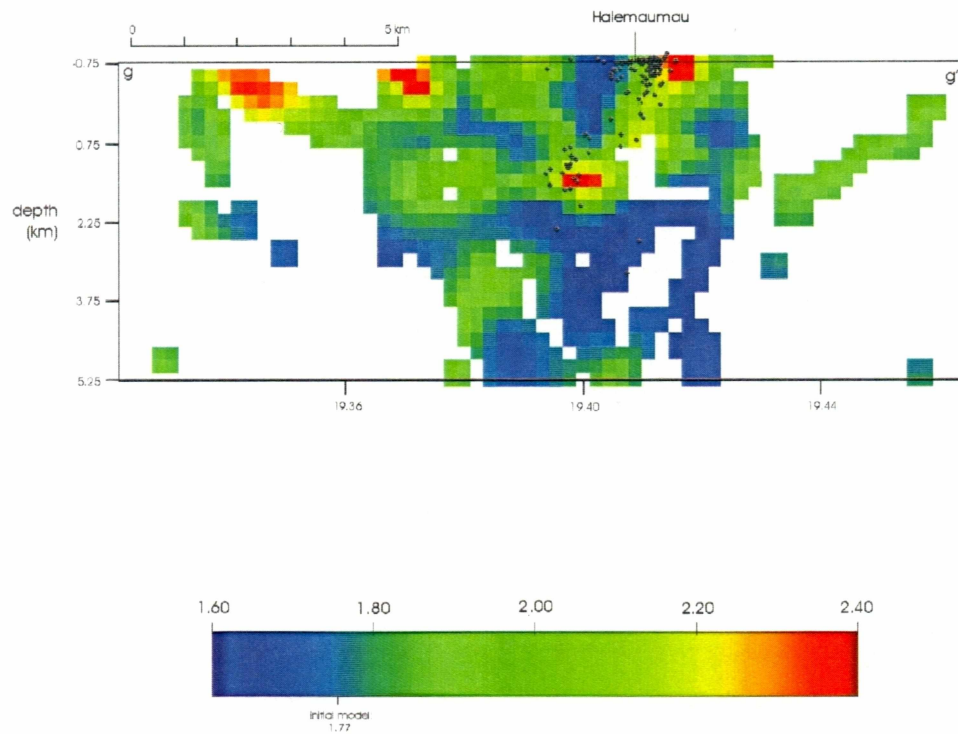 Halemaumau
0 5 km
-0.75
g g'
0.75
depth
(km)
2.25
3.75
5.25
19.36 19.40 19.44
1.60 1.80 2.00 2.20 2.40
initial model
1.77